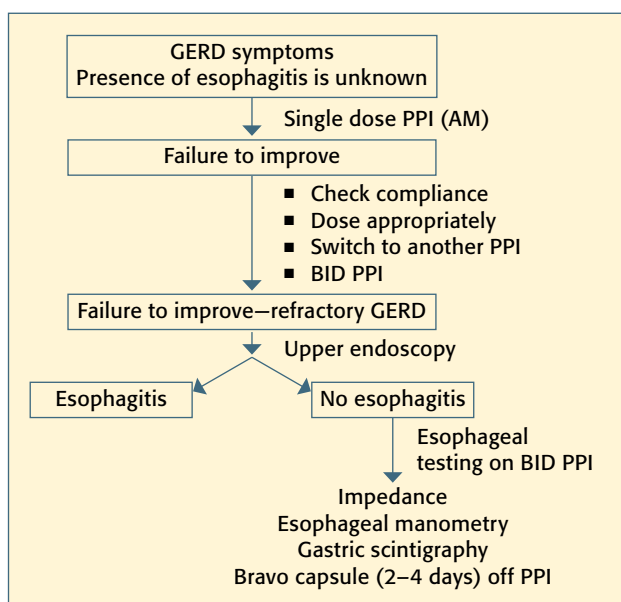 GERD symptoms
Presence of esophagitis is unknown
Single dose PPI (AM)
Failure to improve
■ Check compliance
■ Dose appropriately
■ Switch to another PPI
■ BID PPI
Failure to improve—refractory GERD
Upper endoscopy
Esophagitis
No esophagitis
Esophageal
testing on BID PPI
Impedance
Esophageal manometry
Gastric scintigraphy
Bravo capsule (2–4 days) off PPI